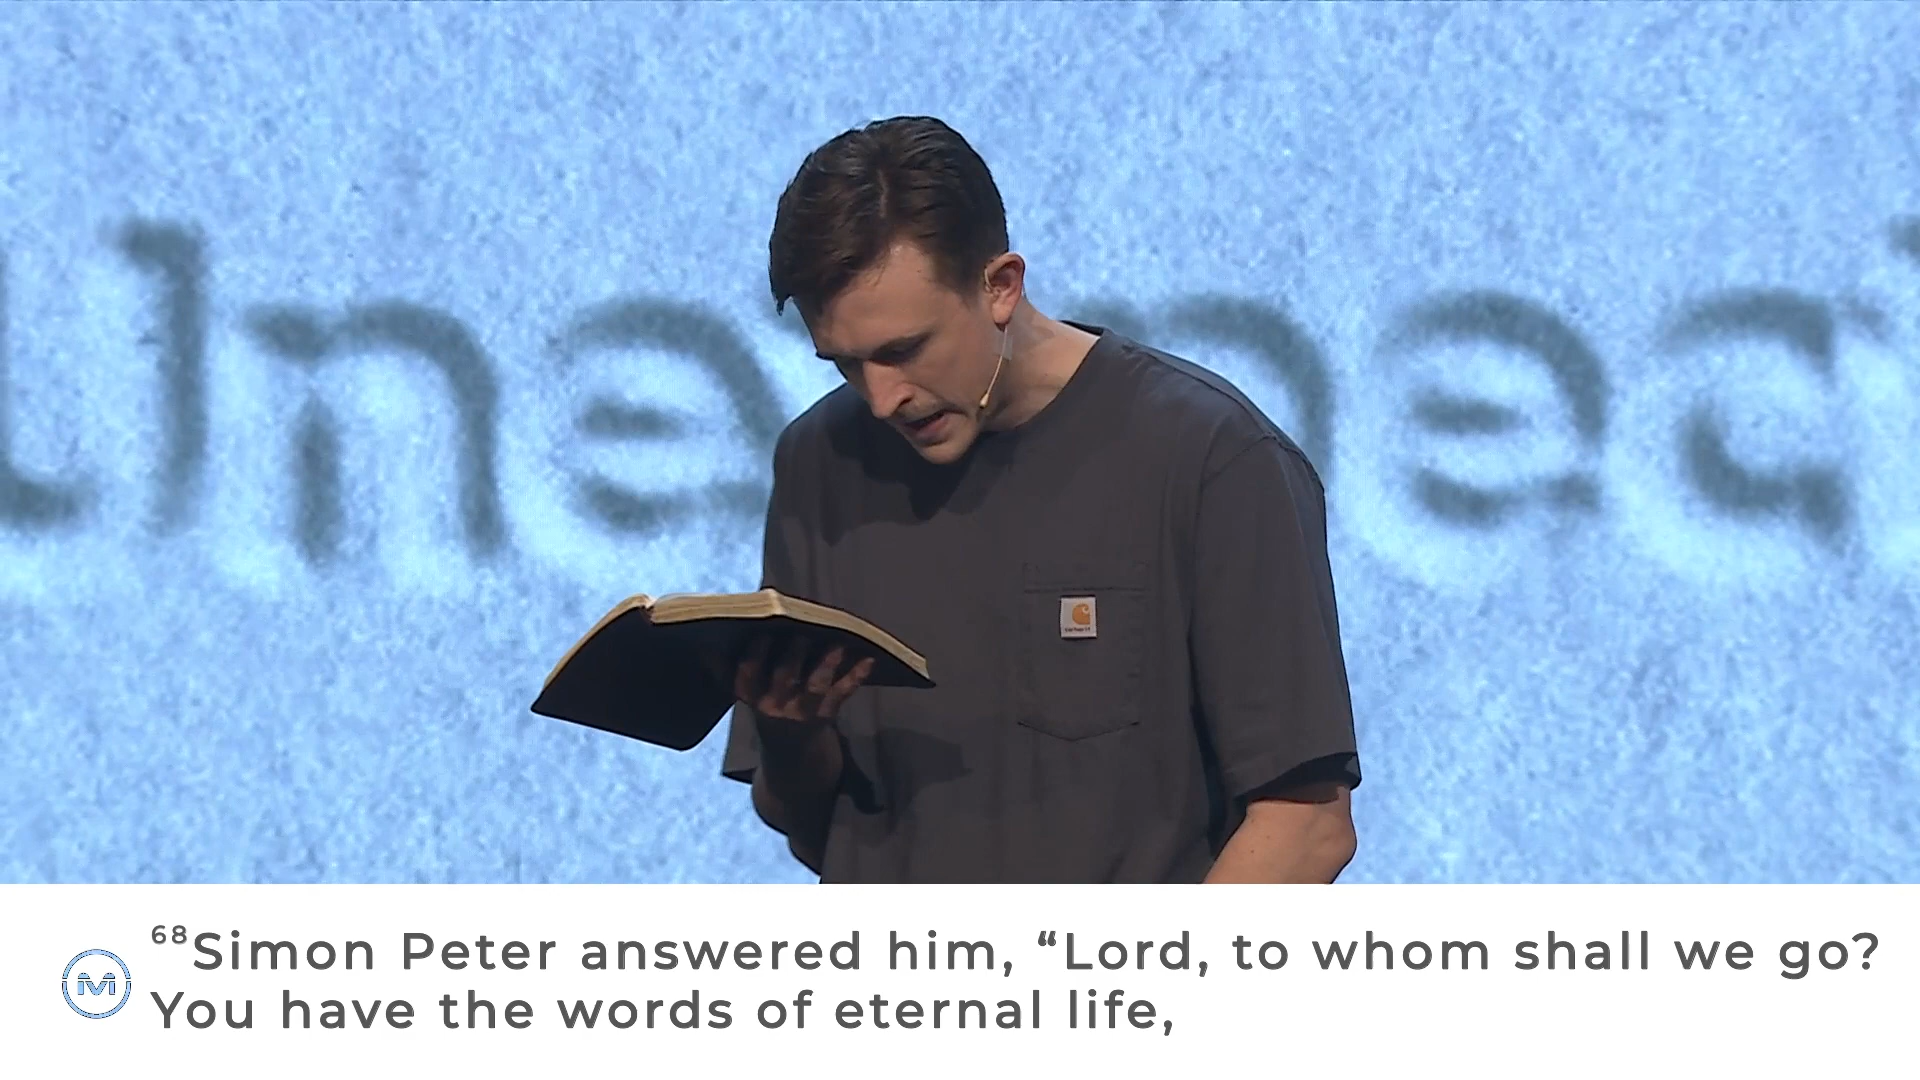 ⁶⁸Simon Peter answered him, “Lord, to whom shall we go?
You have the words of eternal life,